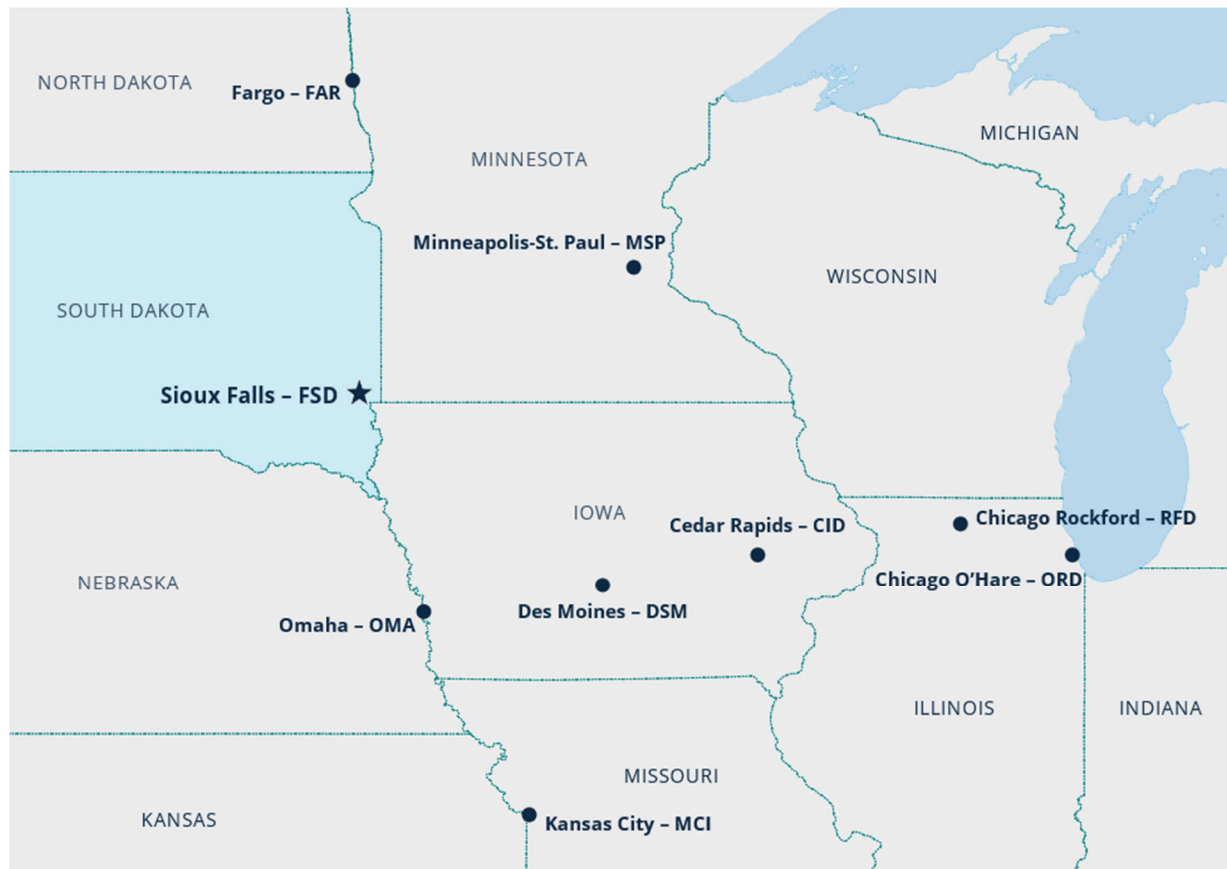 NORTH DAKOTA
Fargo – FAR
MICHIGAN
MINNESOTA
Minneapolis-St. Paul – MSP
WISCONSIN
SOUTH DAKOTA
Sioux Falls – FSD
IOWA
Cedar Rapids – CID
Chicago Rockford – RFD
NEBRASKA
Chicago O’Hare – ORD
Des Moines – DSM
Omaha – OMA
ILLINOIS
INDIANA
MISSOURI
KANSAS
Kansas City – MCI